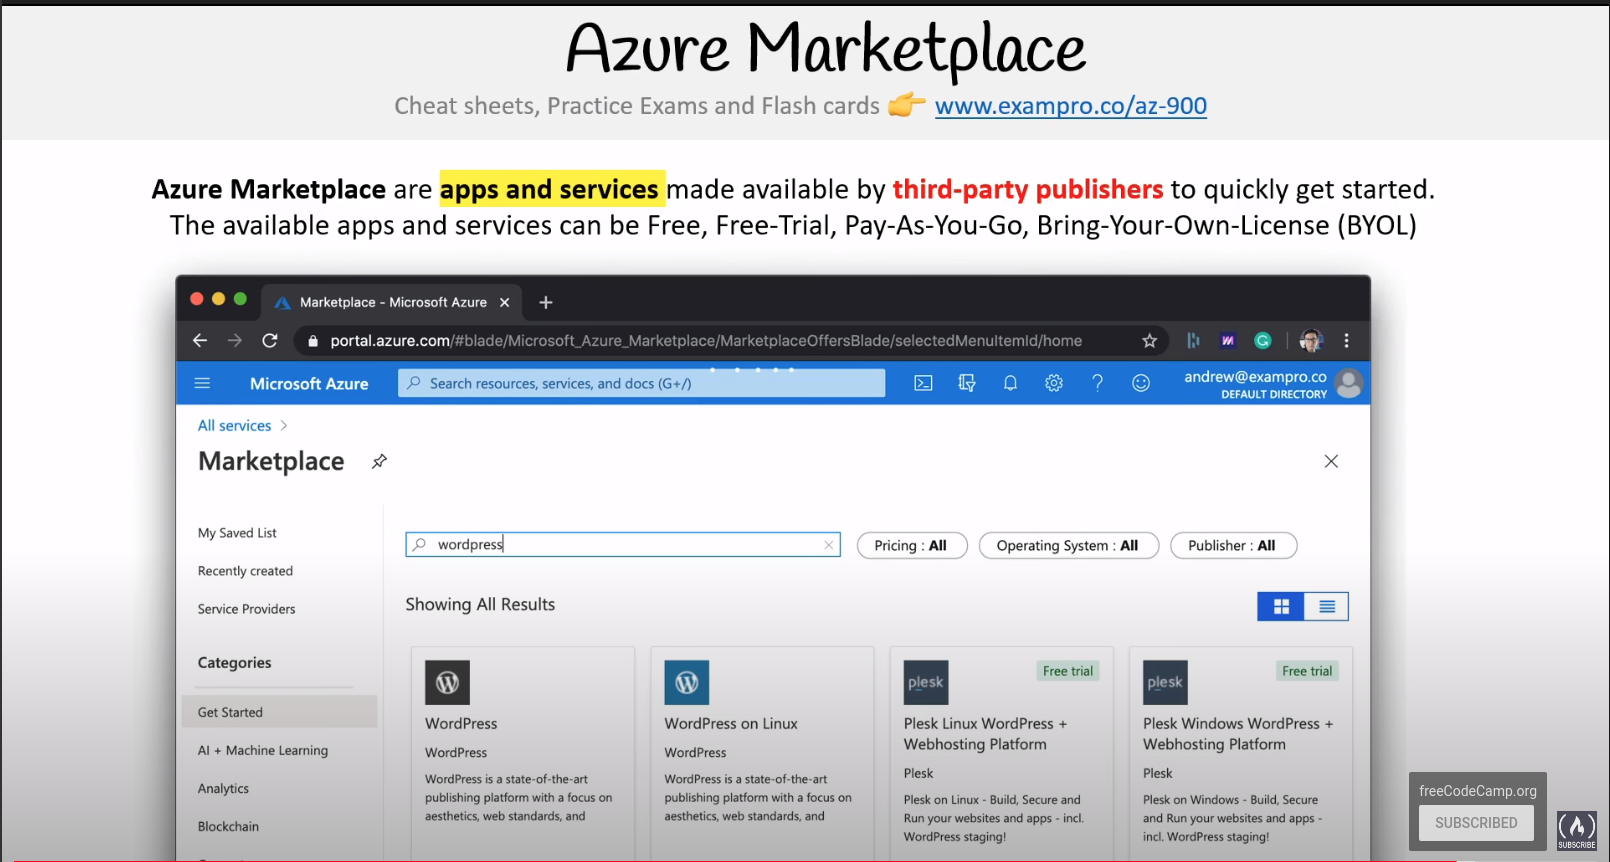 Azure Marketplace
Cheat sheets, Practice Exams and Flash cards 👉 www.exampro.co/az-900
Azure Marketplace are apps and services made available by third-party publishers to quickly get started.
The available apps and services can be Free, Free-Trial, Pay-As-You-Go, Bring-Your-Own-License (BYOL)
Marketplace - Microsoft Azure
portal.azure.com/#blade/Microsoft_Azure_Marketplace/MarketplaceOffersBlade/selectedMenuItemId/home
Microsoft Azure
Search resources, services, and docs (G+/)
andrew@exampro.co
DEFAULT DIRECTORY
All services
Marketplace
My Saved List
Recently created
Service Providers
Categories
Get Started
AI + Machine Learning
Analytics
Blockchain
wordpress
Pricing : All
Operating System : All
Publisher : All
Showing All Results
WordPress
WordPress
WordPress is a state-of-the-art
publishing platform with a focus on
aesthetics, web standards, and
WordPress on Linux
WordPress
WordPress is a state-of-the-art
publishing platform with a focus on
aesthetics, web standards, and
plesk
Free trial
Plesk Linux WordPress +
Webhosting Platform
Plesk
Plesk on Linux - Build, Secure and
Run your websites and apps - incl.
WordPress staging!
plesk
Free trial
Plesk Windows WordPress +
Webhosting Platform
Plesk
Plesk on Windows - Build, Secure
and Run your websites and apps -
incl. WordPress staging!
freeCodeCamp.org
SUBSCRIBED
SUBSCRIBE